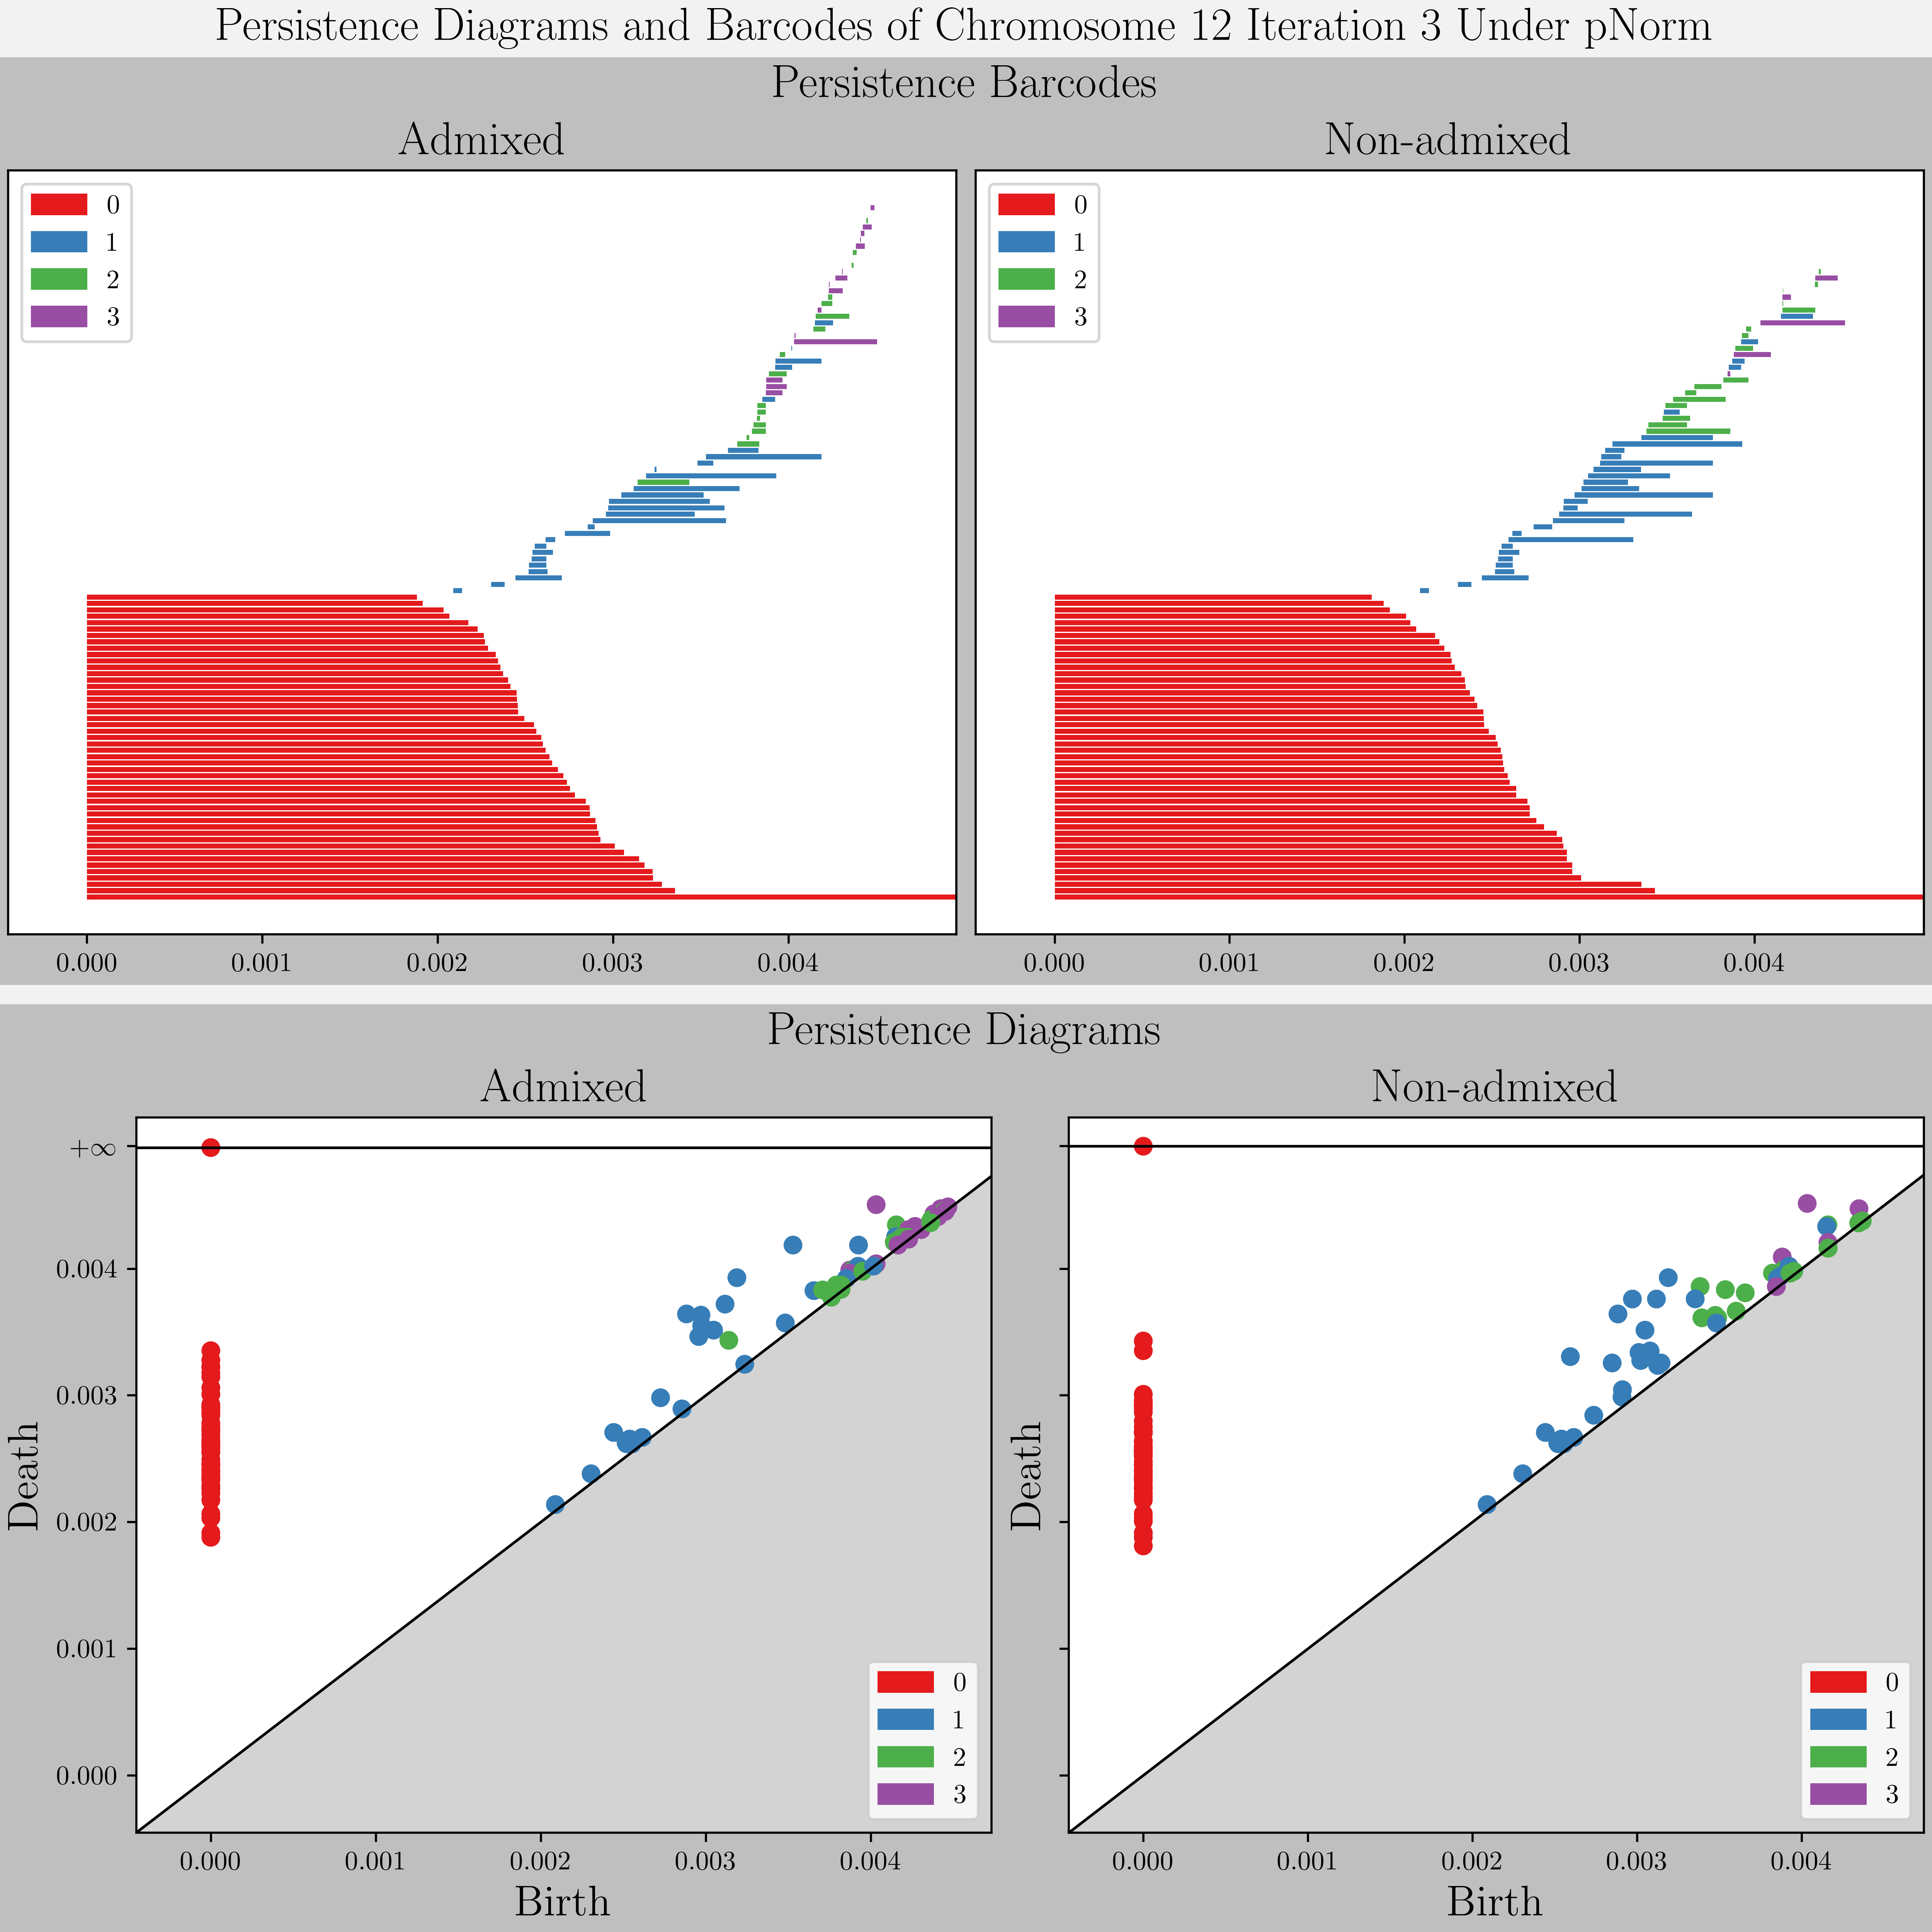 Persistence Diagrams and Barcodes of Chromosome 12 Iteration 3 Under pNorm
Persistence Barcodes
Admixed
0
1
2
3
0.000 0.001 0.002 0.003 0.004
Non-admixed
0
1
2
3
0.000 0.001 0.002 0.003 0.004
Persistence Diagrams
Admixed
Death
+∞
0.004
0.003
0.002
0.001
0.000
0
1
2
3
0.000 0.001 0.002 0.003 0.004
Birth
Non-admixed
Death
0
1
2
3
0.000 0.001 0.002 0.003 0.004
Birth